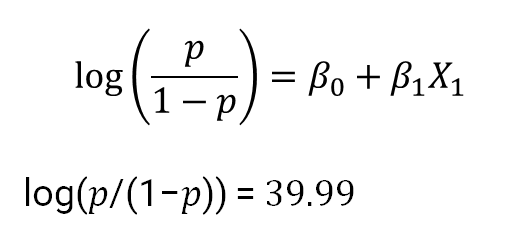 log(p/(1 − p)) = β₀ + β₁X₁
log(p/(1−p)) = 39.99